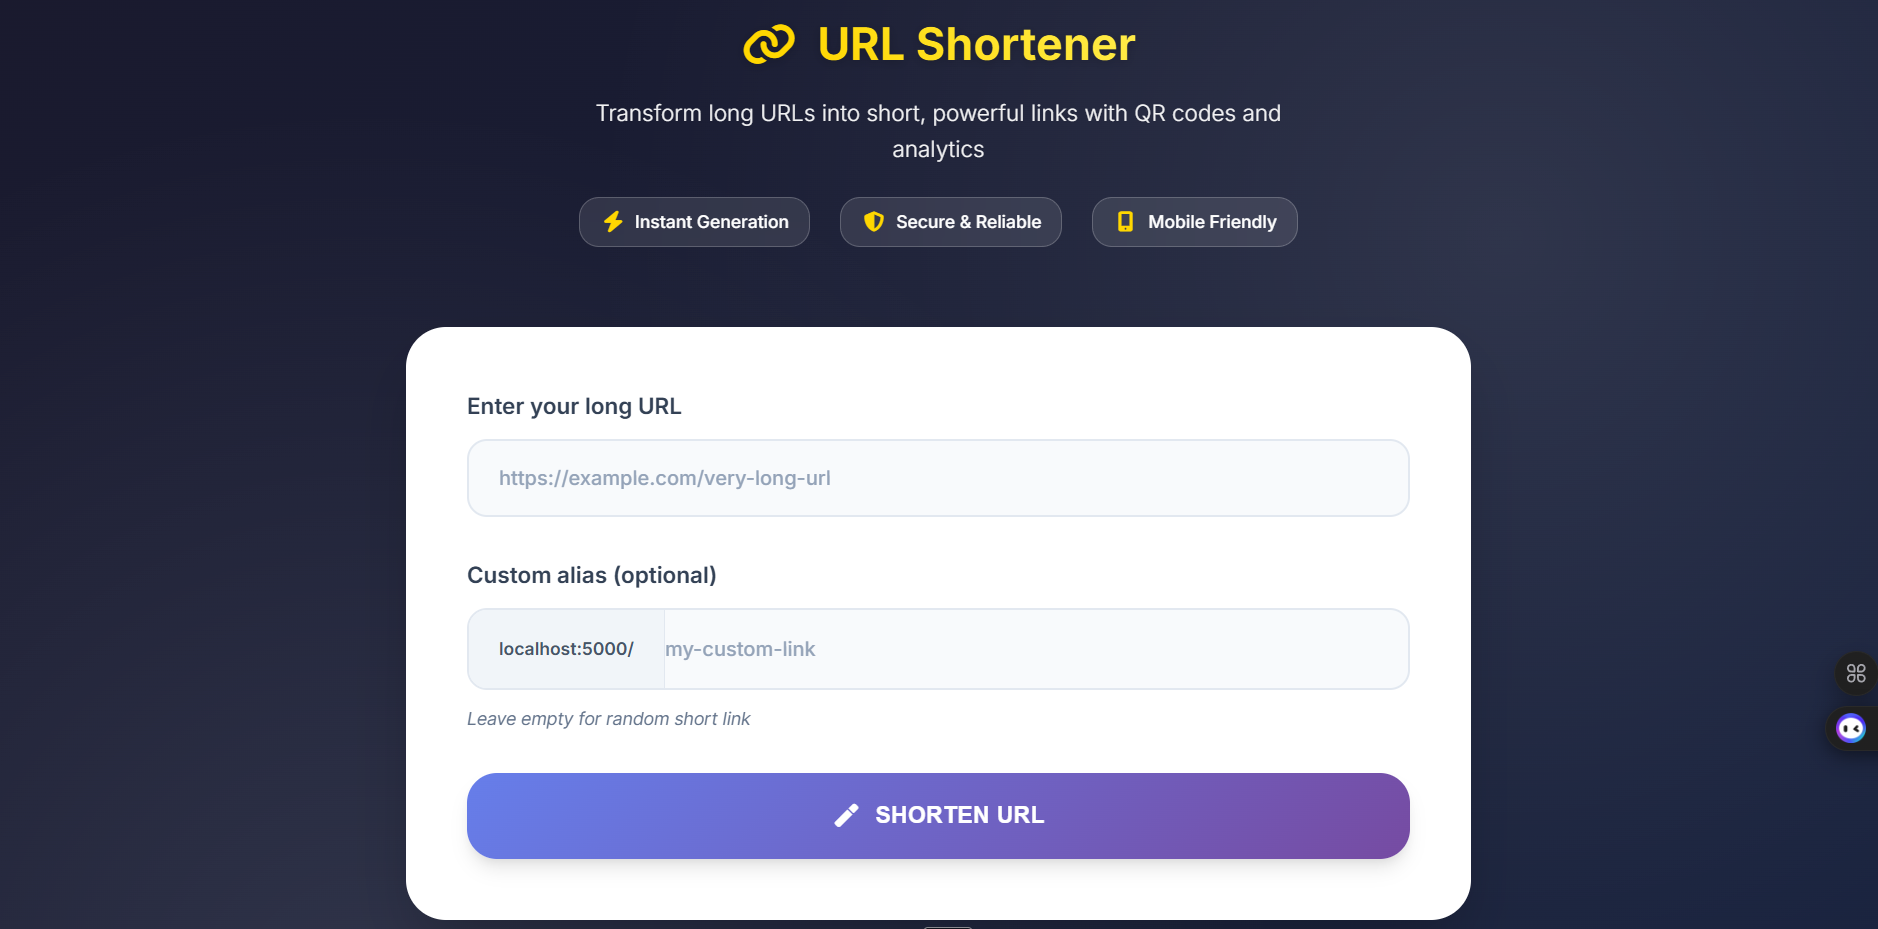 URL Shortener
Transform long URLs into short, powerful links with QR codes and
analytics
Instant Generation
Secure & Reliable
Mobile Friendly
Enter your long URL
https://example.com/very-long-url
Custom alias (optional)
localhost:5000/
my-custom-link
Leave empty for random short link
SHORTEN URL